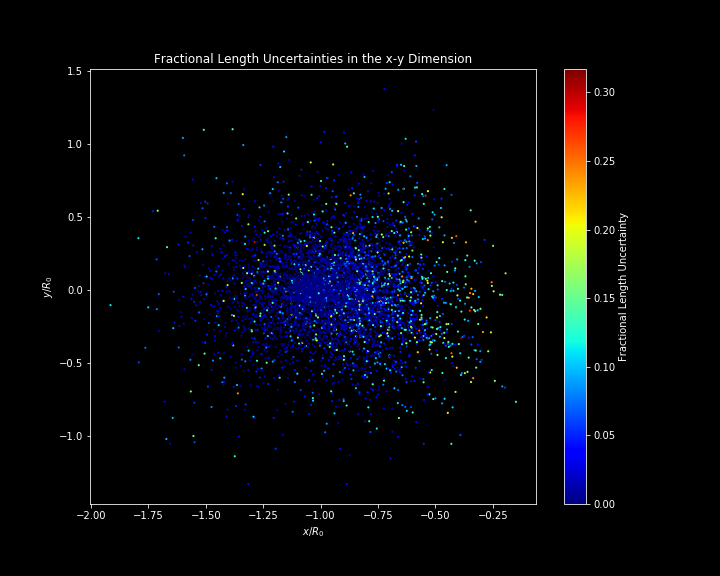 Fractional Length Uncertainties in the x-y Dimension
1.5
1.0
0.5
0.0
−0.5
−1.0
y/R₀
−2.00 −1.75 −1.50 −1.25 −1.00 −0.75 −0.50 −0.25
x/R₀
0.30
0.25
0.20
0.15
0.10
0.05
0.00
Fractional Length Uncertainty